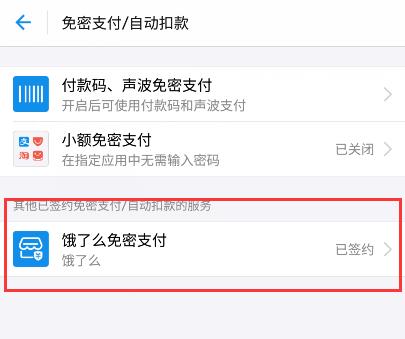 免密支付/自动扣款
付款码、声波免密支付
开启后可使用付款码和声波支付
支
淘
小额免密支付
在指定应用中无需输入密码
已关闭
其他已签约免密支付/自动扣款的服务
饿了么免密支付
饿了么
已签约